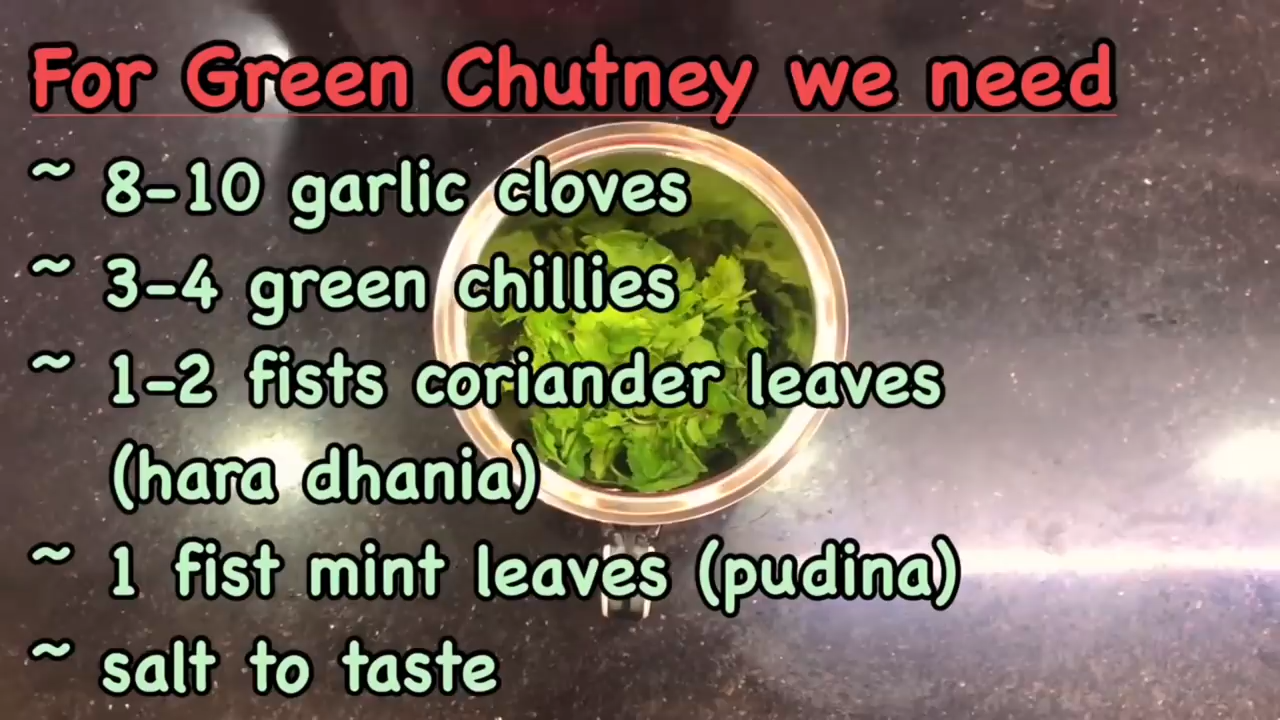 For Green Chutney we need
~ 8-10 garlic cloves
~ 3-4 green chillies
~ 1-2 fists coriander leaves
(hara dhania)
~ 1 fist mint leaves (pudina)
~ salt to taste